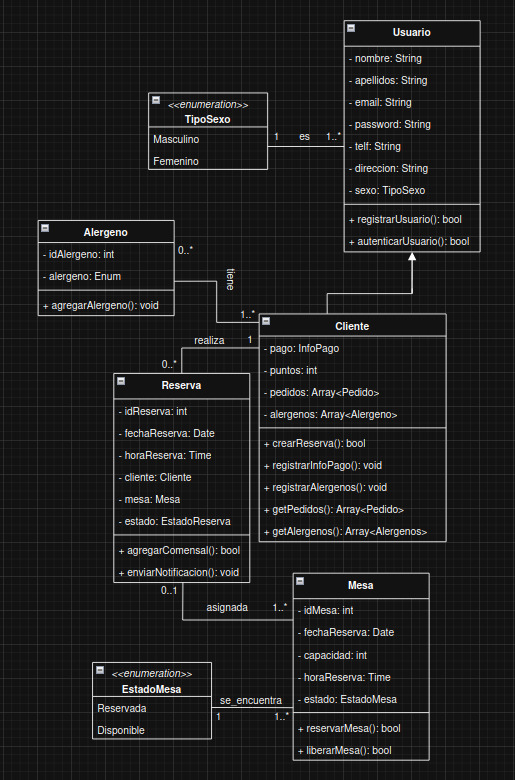 Usuario
- nombre: String
- apellidos: String
- email: String
- password: String
- telf: String
- direccion: String
- sexo: TipoSexo
+ registrarUsuario(): bool
+ autenticarUsuario(): bool
<<enumeration>>
TipoSexo
Masculino
Femenino
1 es 1..*
Alergeno
- idAlergeno: int
- alergeno: Enum
+ agregarAlergeno(): void
0..*
tiene
1..*
Cliente
- pago: InfoPago
- puntos: int
- pedidos: Array<Pedido>
- alergenos: Array<Alergeno>
+ crearReserva(): bool
+ registrarInfoPago(): void
+ registrarAlergenos(): void
+ getPedidos(): Array<Pedido>
+ getAlergenos(): Array<Alergenos>
realiza 1
0..*
Reserva
- idReserva: int
- fechaReserva: Date
- horaReserva: Time
- cliente: Cliente
- mesa: Mesa
- estado: EstadoReserva
+ agregarComensal(): bool
+ enviarNotificacion(): void
0..1
asignada 1..*
Mesa
- idMesa: int
- fechaReserva: Date
- capacidad: int
- horaReserva: Time
- estado: EstadoMesa
+ reservarMesa(): bool
+ liberarMesa(): bool
<<enumeration>>
EstadoMesa
Reservada
Disponible
se_encuentra
1 1..*